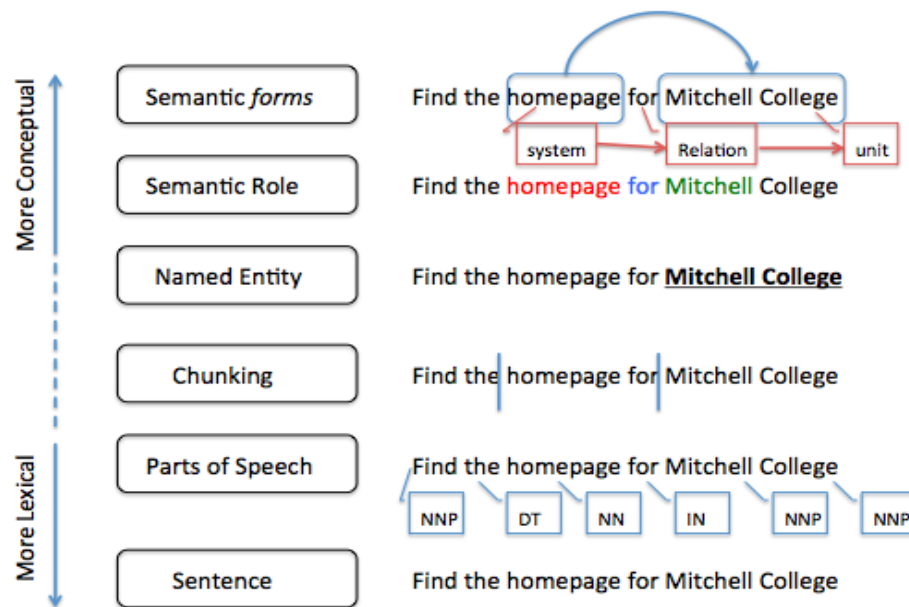 More Conceptual
More Lexical
Semantic forms
Find the homepage for Mitchell College
system
Relation
unit
Semantic Role
Find the homepage for Mitchell College
Named Entity
Find the homepage for Mitchell College
Chunking
Find the homepage for Mitchell College
Parts of Speech
Find the homepage for Mitchell College
NNP
DT
NN
IN
NNP
NNP
Sentence
Find the homepage for Mitchell College